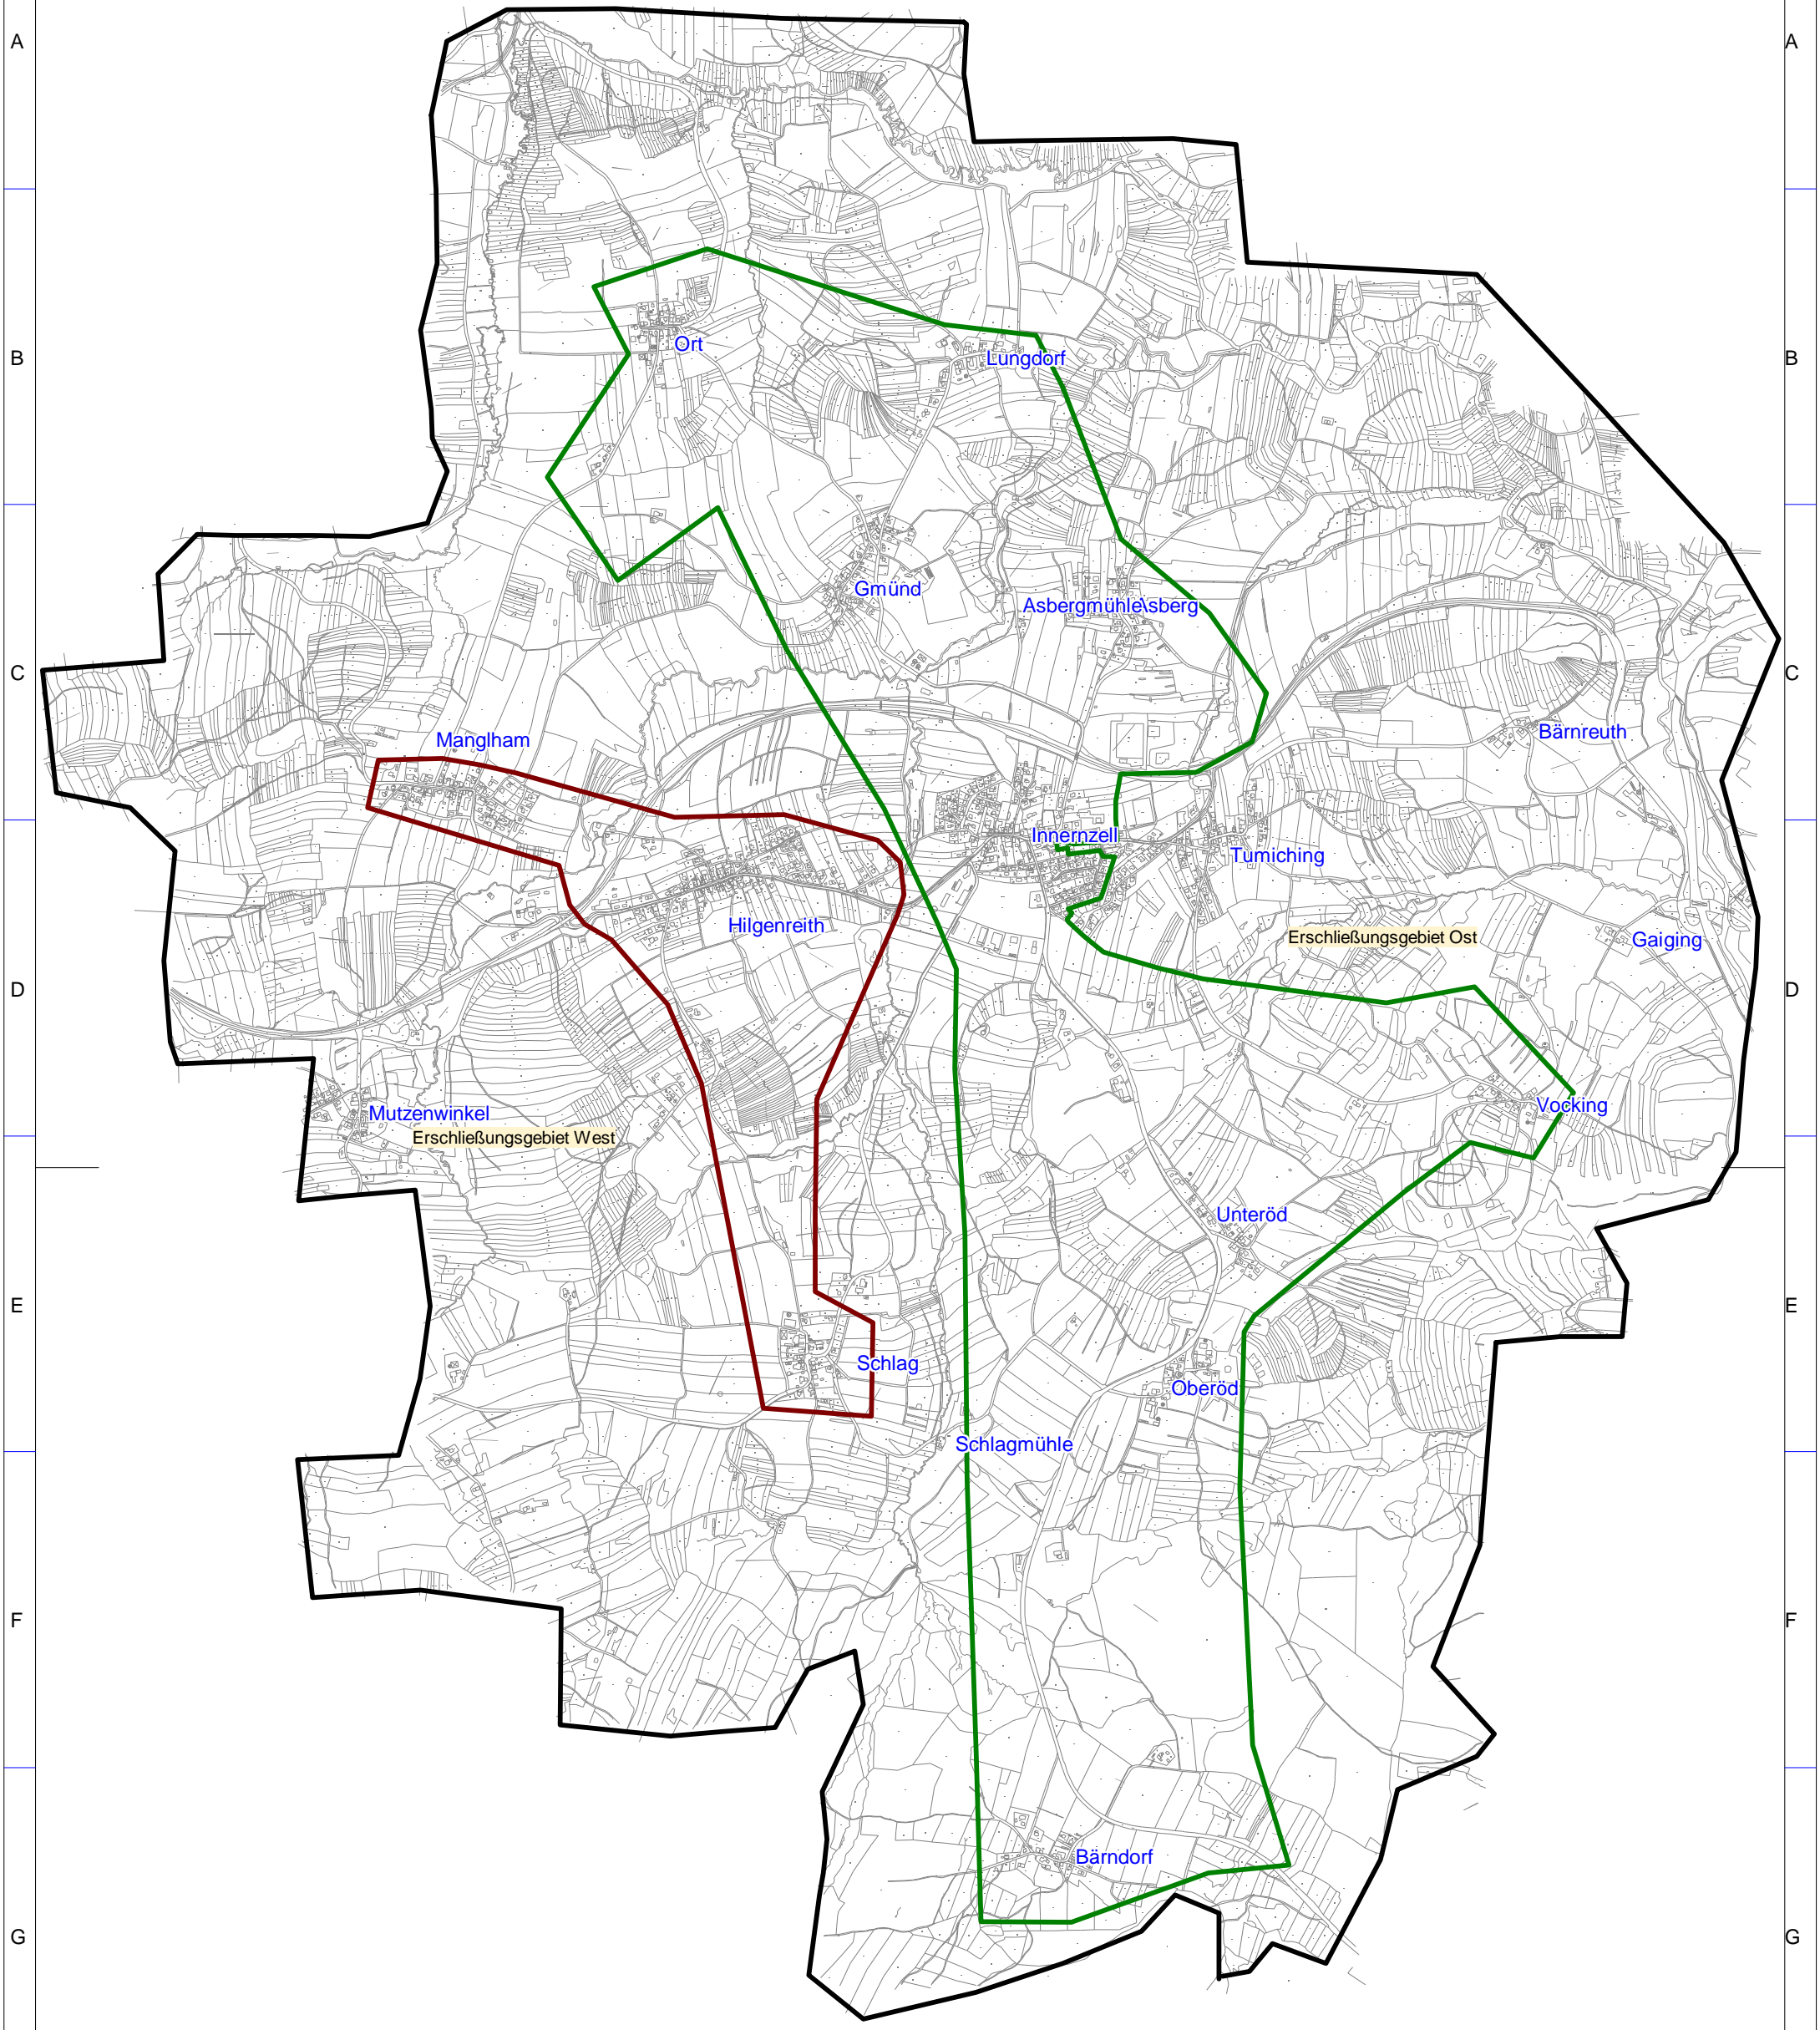 A
A
Ort
B
Lungdorf
B
Gmünd
Asbergmühle
Asberg
C
C
Manglham
Bärnreuth
Innernzell
Tumiching
Hilgenreith
Erschließungsgebiet Ost
Gaiging
D
D
Mutzenwinkel
Vocking
Erschließungsgebiet West
Unteröd
E
E
Schlag
Oberöd
Schlagmühle
F
F
Bärndorf
G
G